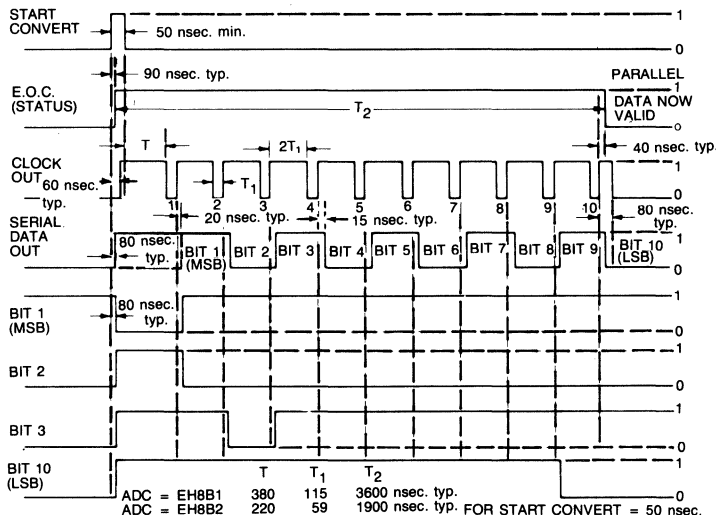 START CONVERT
50 nsec. min.
1
0
90 nsec. typ.
E.O.C. (STATUS)
T2
PARALLEL
DATA NOW VALID
1
0
40 nsec. typ.
T
2T1
CLOCK OUT
60 nsec. typ.
T1
1 2 3 4 5 6 7 8 9 10
1
0
20 nsec. typ.
15 nsec. typ.
80 nsec. typ.
SERIAL DATA OUT
80 nsec. typ.
BIT 1 (MSB)
BIT 2
BIT 3
BIT 4
BIT 5
BIT 6
BIT 7
BIT 8
BIT 9
BIT 10 (LSB)
1
0
BIT 1 (MSB)
80 nsec. typ.
1
0
BIT 2
1
0
BIT 3
1
0
BIT 10 (LSB)
1
0
T T1 T2
ADC = EH8B1 380 115 3600 nsec. typ.
ADC = EH8B2 220 59 1900 nsec. typ. FOR START CONVERT = 50 nsec.